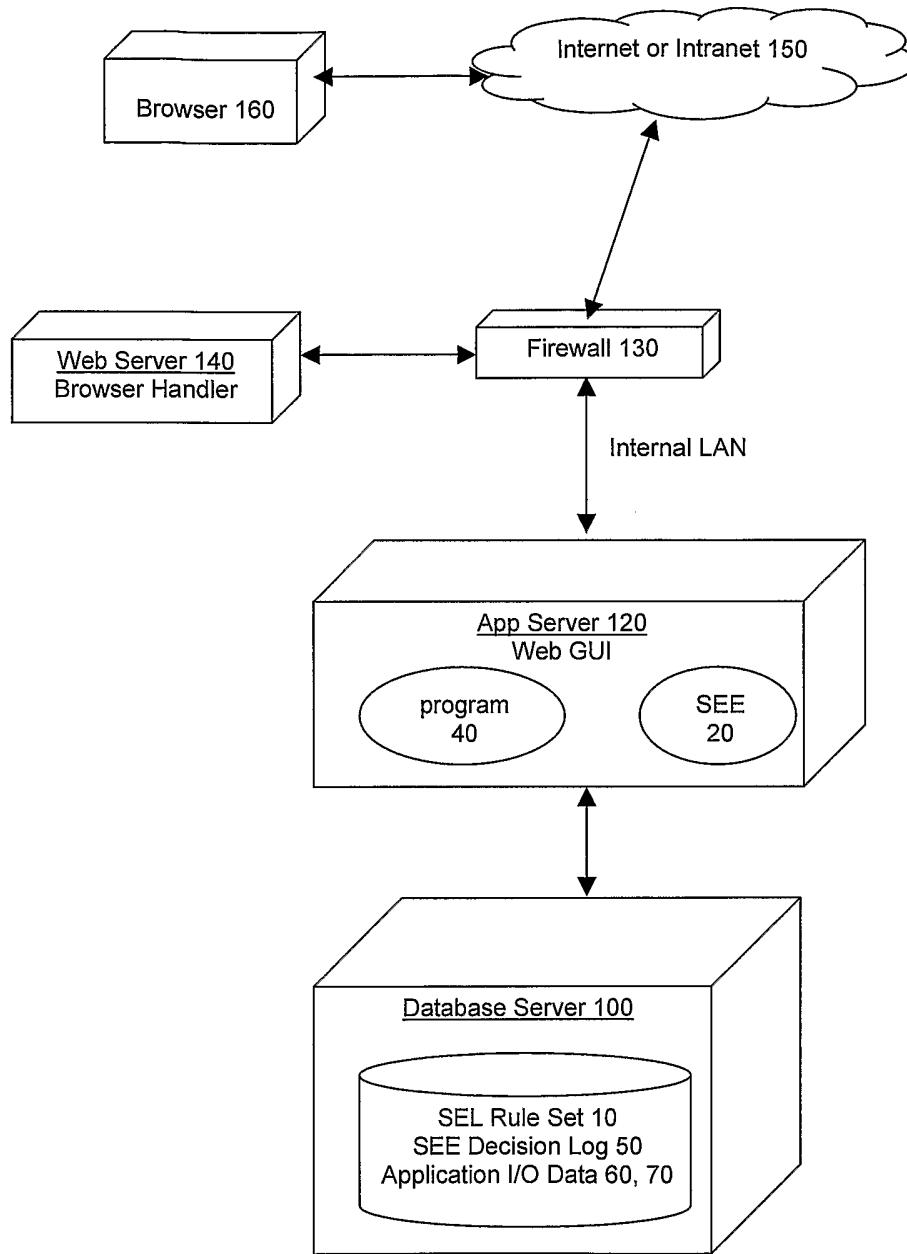 Internet or Intranet 150
Browser 160
Web Server 140
Browser Handler
Firewall 130
Internal LAN
App Server 120
Web GUI
program
40
SEE
20
Database Server 100
SEL Rule Set 10
SEE Decision Log 50
Application I/O Data 60, 70